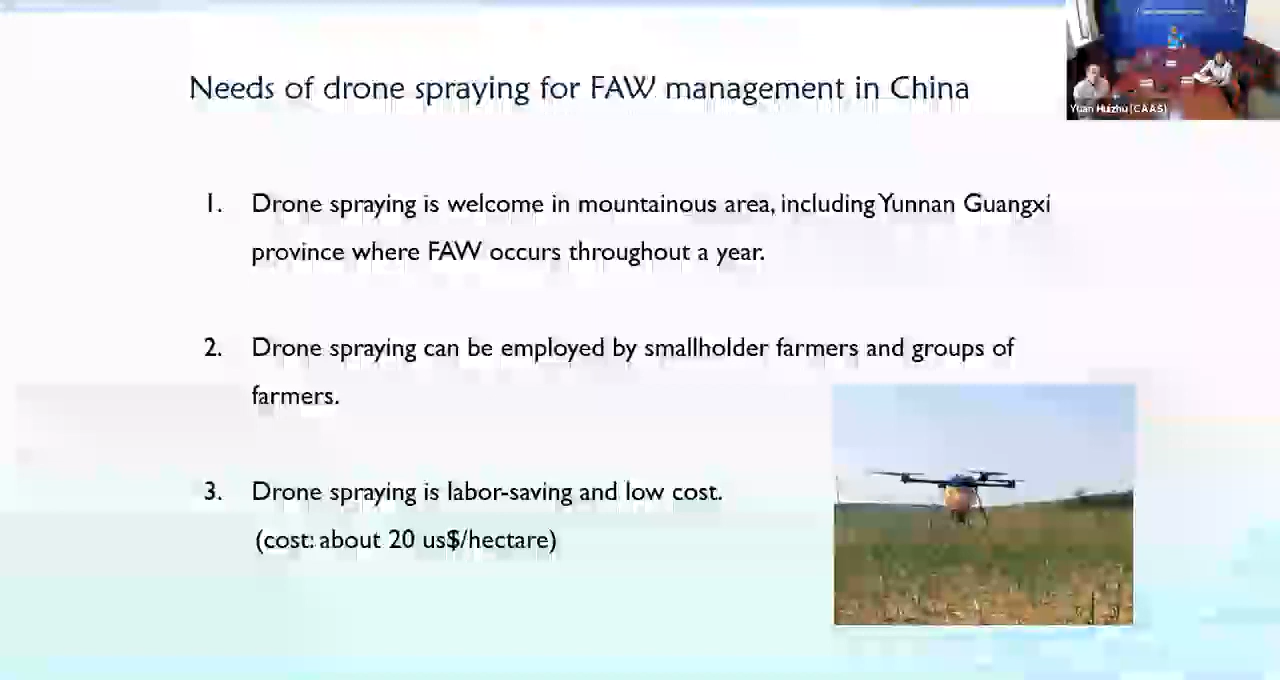 Needs of drone spraying for FAW management in China
Yuan Huizhu (CAAS)
1. Drone spraying is welcome in mountainous area, including Yunnan Guangxi
province where FAW occurs throughout a year.
2. Drone spraying can be employed by smallholder farmers and groups of
farmers.
3. Drone spraying is labor-saving and low cost.
(cost: about 20 us$/hectare)